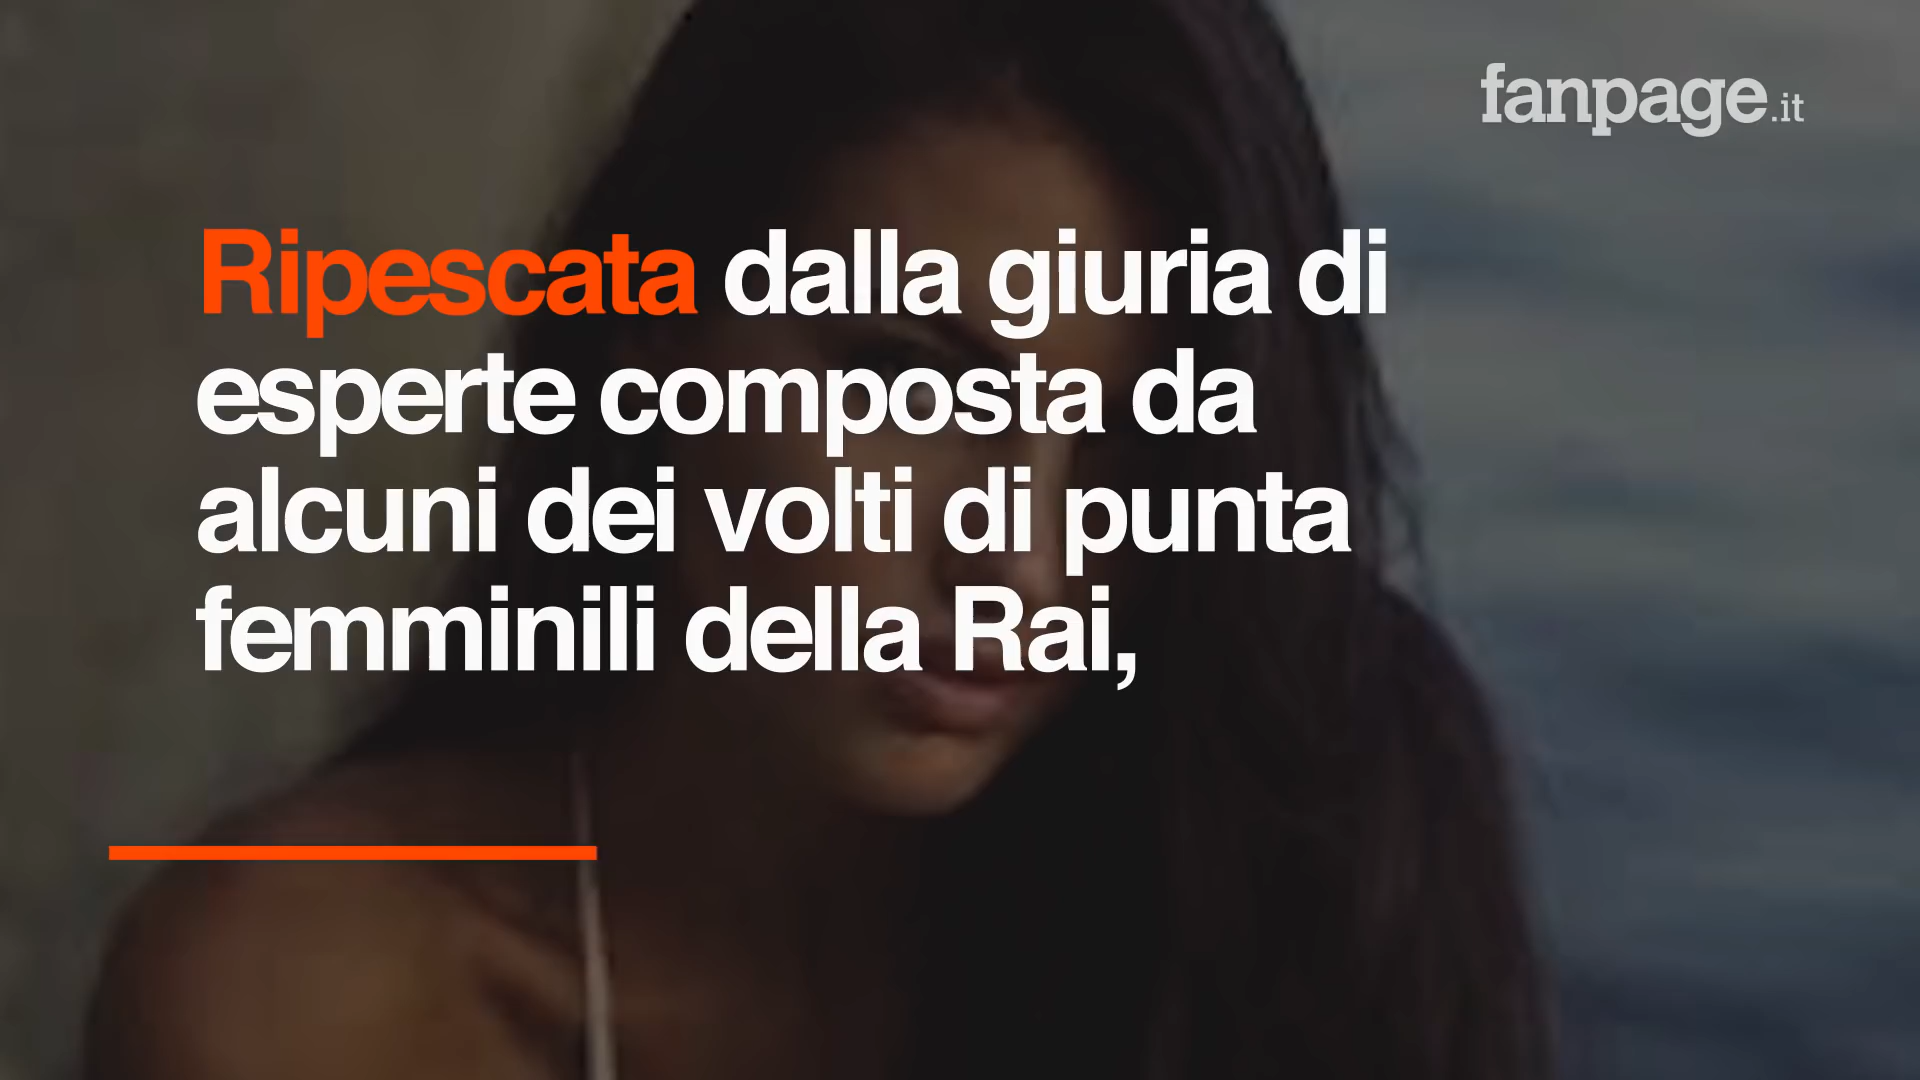 fanpage.it
Ripescata dalla giuria di
esperte composta da
alcuni dei volti di punta
femminili della Rai,